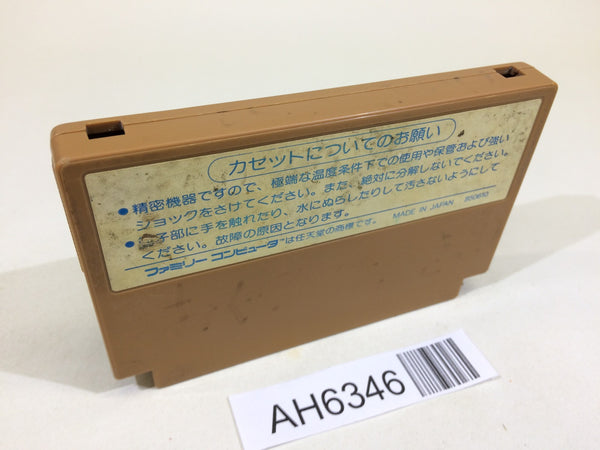 カセットについてのお願い
●精密機器ですので、極端な温度条件下での使用や保管および強い
ショックをさけてください。また、絶対に分解しないでください。
●子部に手を触れたり、水にぬらしたりして汚さないようにして
ください。故障の原因となります。
ファミリー コンピュータは任天堂の商標です。 MADE IN JAPAN 850610
AH6346